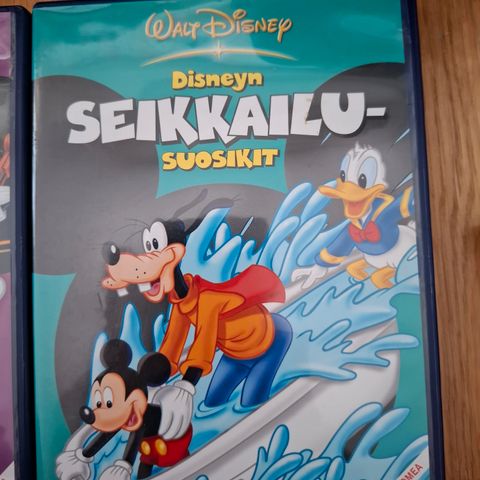 WALT DISNEY
Disneyn
SEIKKAILU-
SUOSIKIT